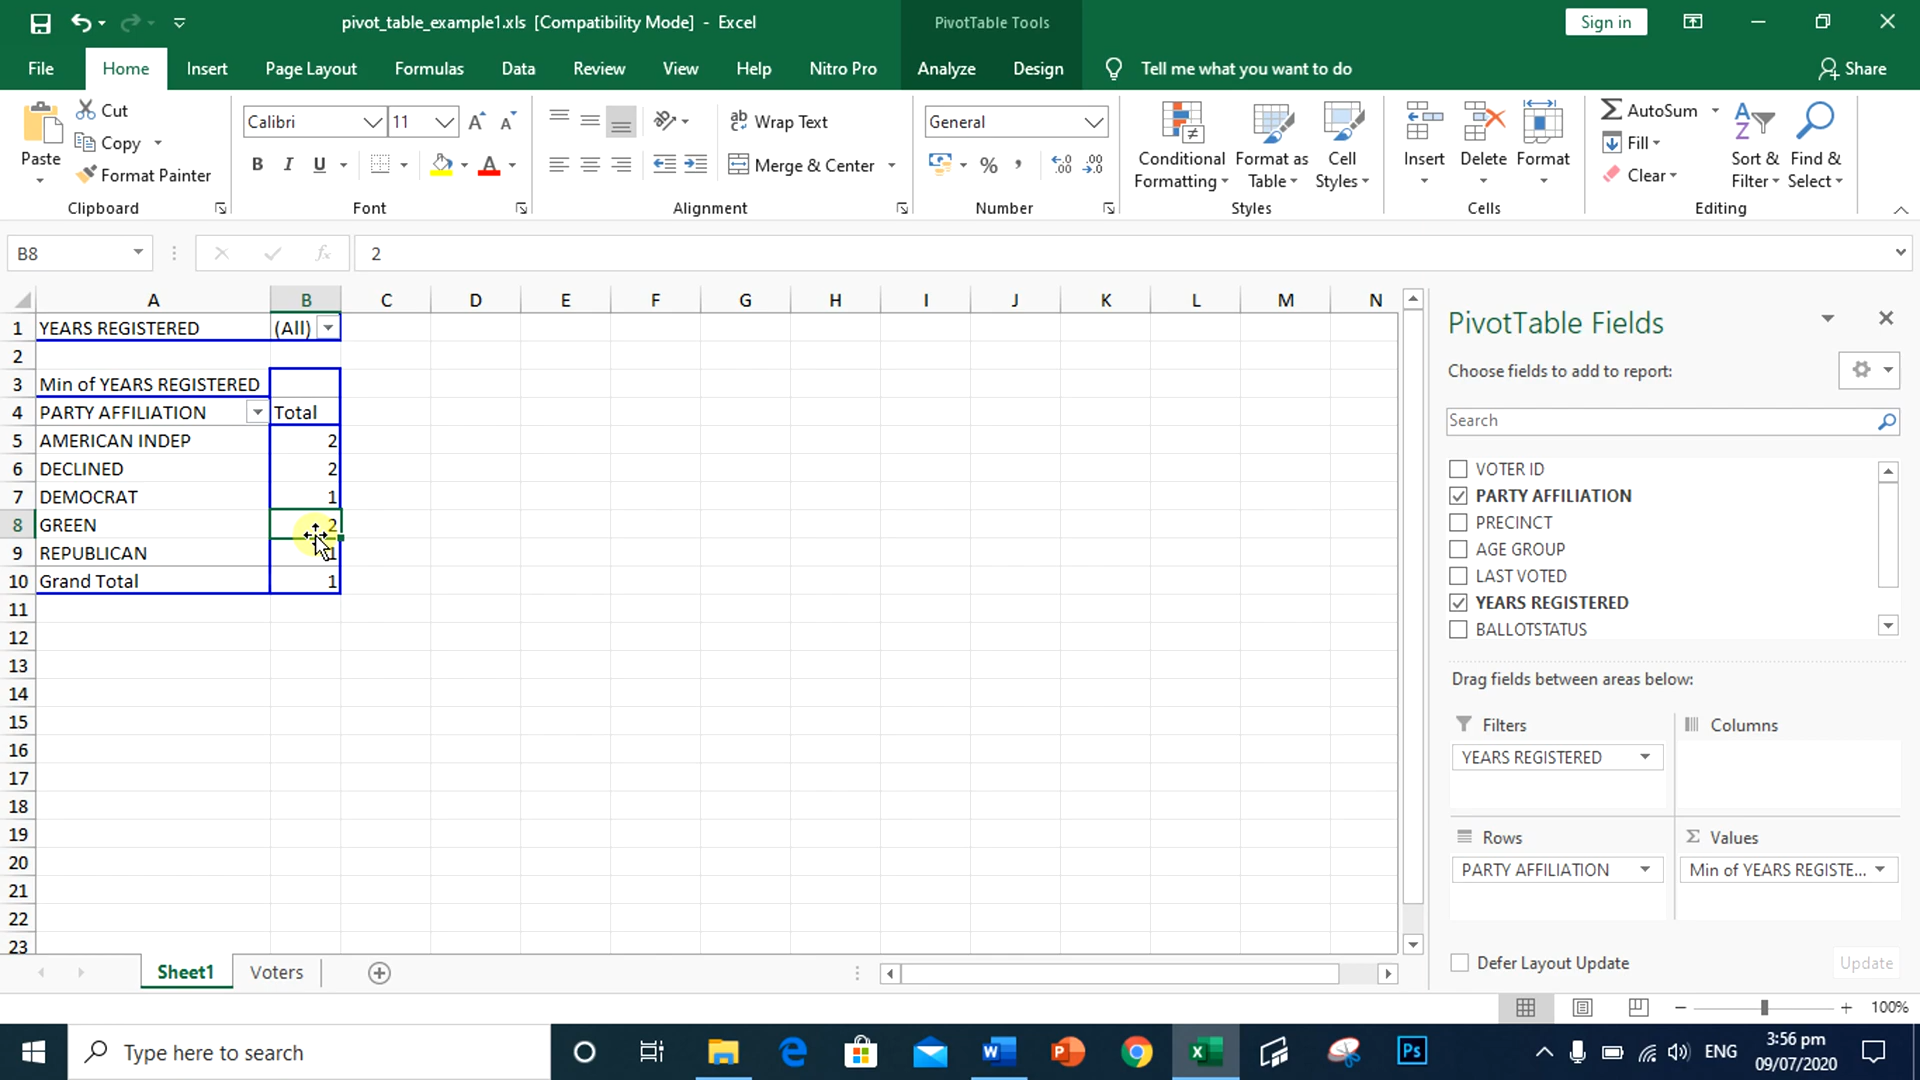 pivot_table_example1.xls [Compatibility Mode] - Excel
PivotTable Tools
Sign in
File Home Insert Page Layout Formulas Data Review View Help Nitro Pro Analyze Design Tell me what you want to do Share
Paste
Cut
Copy
Format Painter
Clipboard
Calibri 11
B I U
Font
Wrap Text
Merge & Center
Alignment
General
% ,
Number
Conditional Formatting
Format as Table
Cell Styles
Styles
Insert Delete Format
Cells
AutoSum
Fill
Clear
Sort & Filter
Find & Select
Editing
B8 fx 2
A B C D E F G H I J K L M N
1 YEARS REGISTERED (All)
2
3 Min of YEARS REGISTERED
4 PARTY AFFILIATION Total
5 AMERICAN INDEP 2
6 DECLINED 2
7 DEMOCRAT 1
8 GREEN 2
9 REPUBLICAN 1
10 Grand Total 1
11
12
13
14
15
16
17
18
19
20
21
22
23
PivotTable Fields
Choose fields to add to report:
Search
VOTER ID
PARTY AFFILIATION
PRECINCT
AGE GROUP
LAST VOTED
YEARS REGISTERED
BALLOTSTATUS
Drag fields between areas below:
Filters
YEARS REGISTERED
Columns
Rows
PARTY AFFILIATION
Values
Min of YEARS REGISTE...
Defer Layout Update Update
Sheet1 Voters
100%
Type here to search
ENG
3:56 pm
09/07/2020